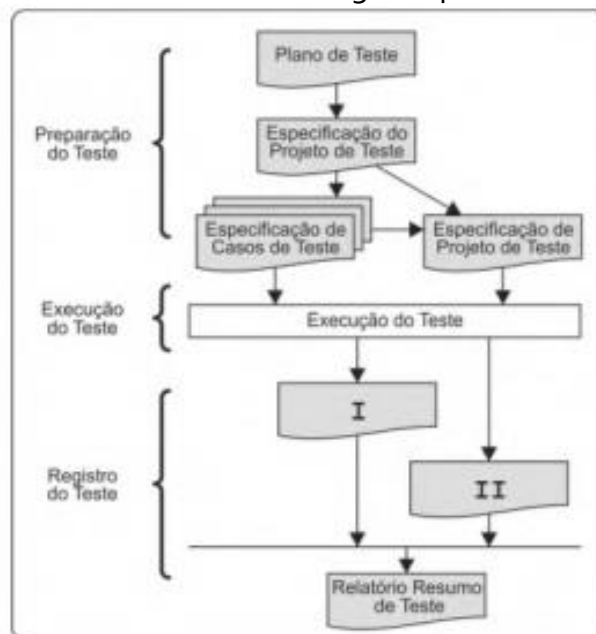 Plano de Teste
Preparação
do Teste
Especificação do
Projeto de Teste
Especificação de
Casos de Teste
Especificação de
Projeto de Teste
Execução
do Teste
Execução do Teste
I
Registro
do Teste
II
Relatório Resumo
de Teste